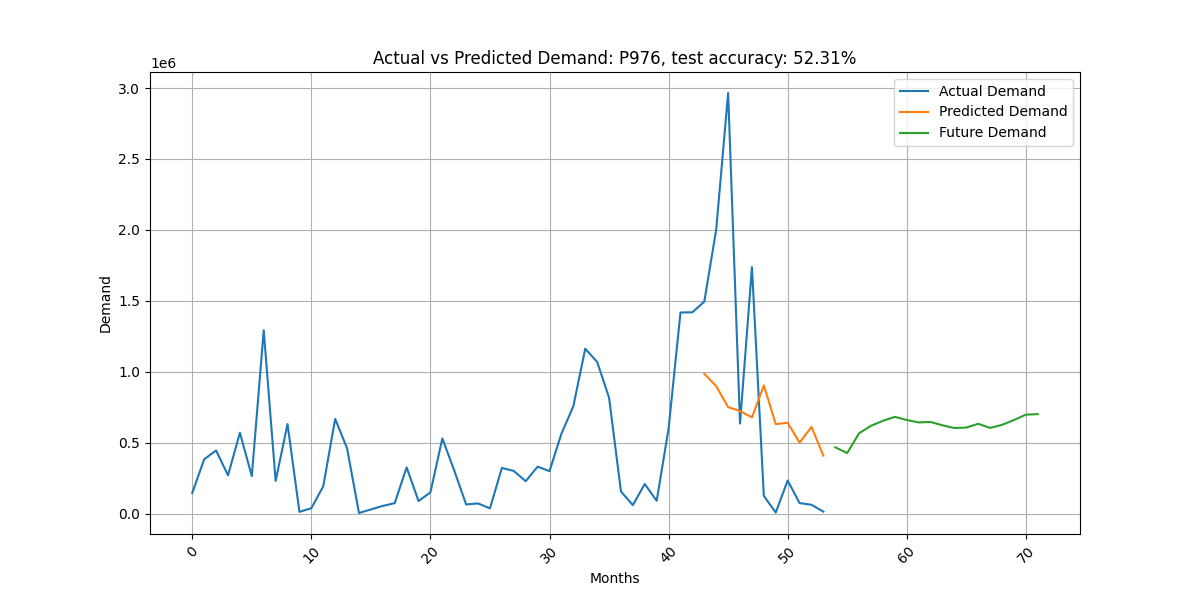 Actual vs Predicted Demand: P976, test accuracy: 52.31%
1e6
3.0
2.5
2.0
1.5
1.0
0.5
0.0
Demand
Actual Demand
Predicted Demand
Future Demand
0
10
20
30
40
50
60
70
Months